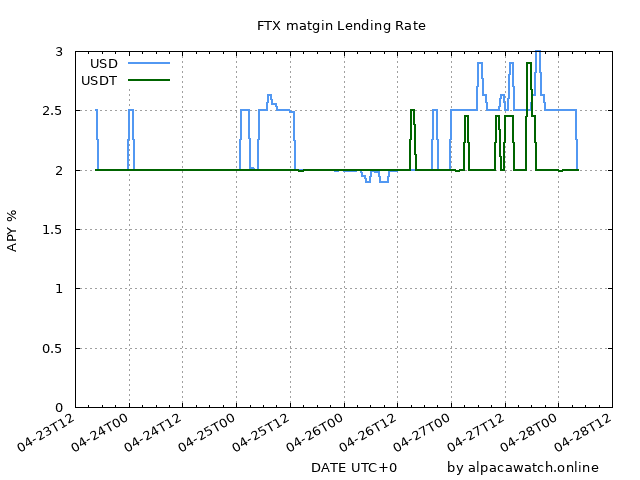 FTX matgin Lending Rate
USD
USDT
3
2.5
2
1.5
1
0.5
0
APY %
04-23T12
04-24T00
04-24T12
04-25T00
04-25T12
04-26T00
04-26T12
04-27T00
04-27T12
04-28T00
04-28T12
DATE UTC+0
by alpacawatch.online